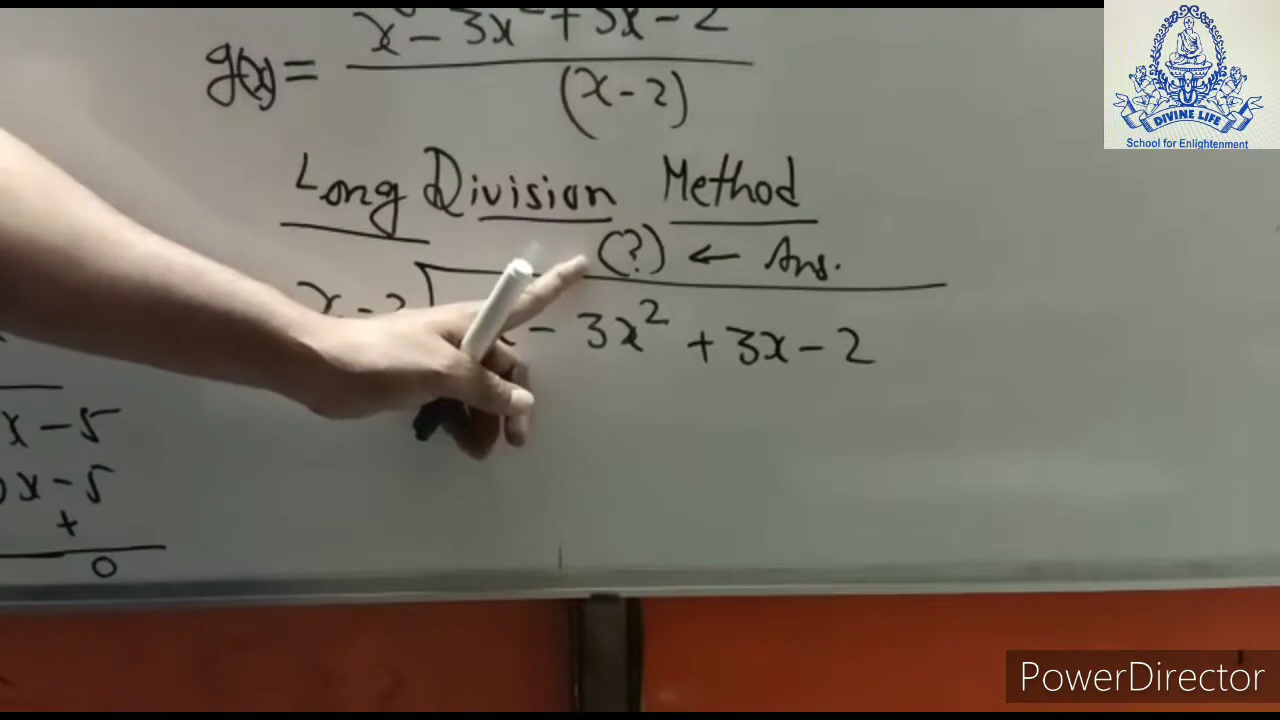 g(x) = x³ - 3x² + 3x - 2
(x - 2)
Long Division Method
(?) ← Ans.
x - 2 - 3x² + 3x - 2
x - 5
x - 5
+
0
DIVINE LIFE
School for Enlightenment
PowerDirector